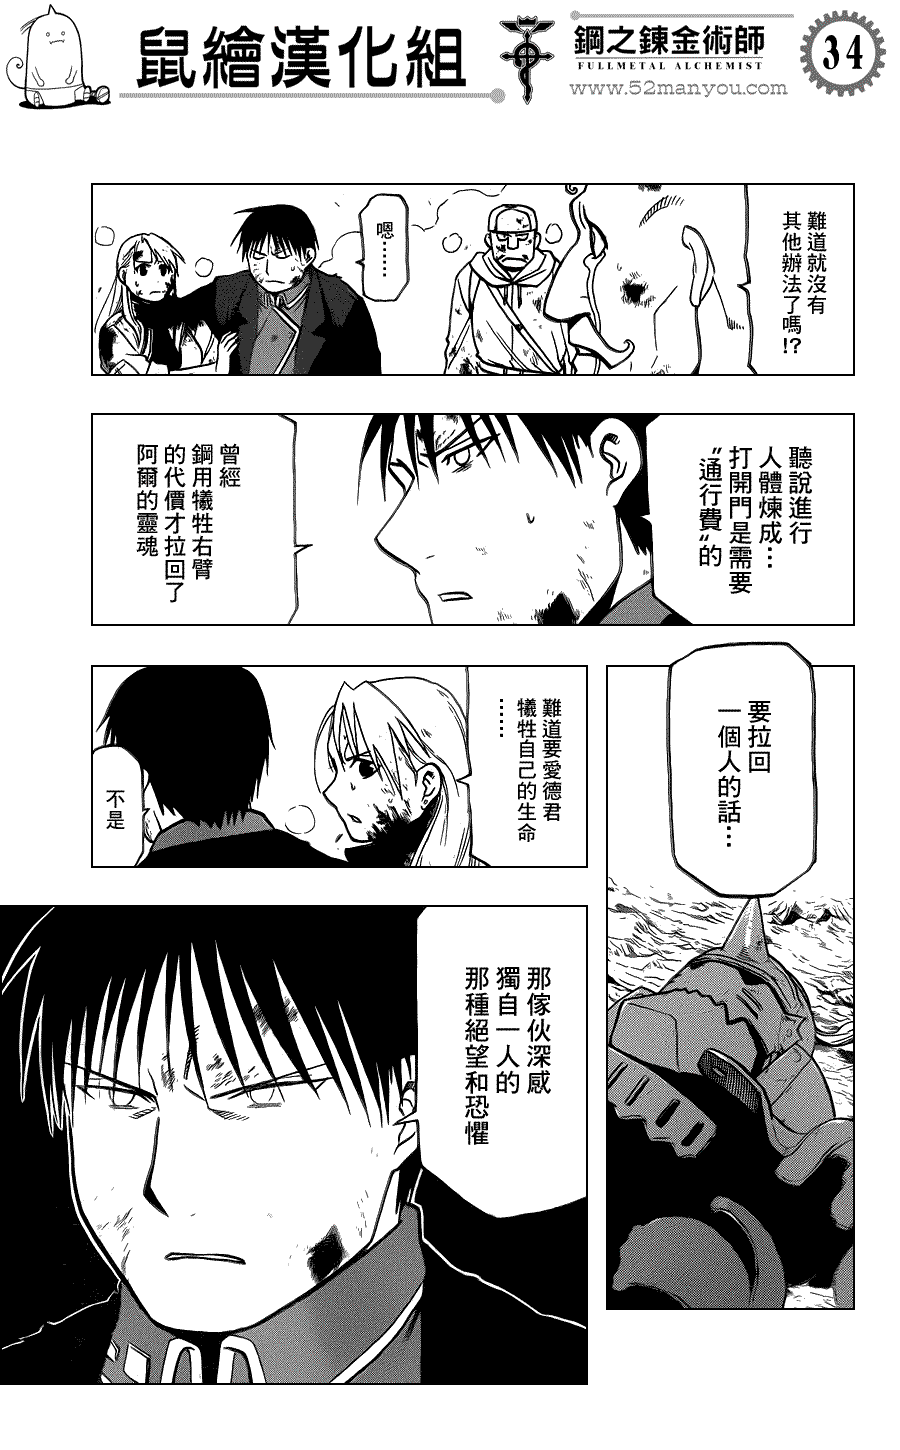 鼠繪漢化組
鋼之鍊金術師
FULLMETAL ALCHEMIST
www.52manyou.com
34
難道就沒有
其他辦法了嗎!?
嗯……
聽說進行
人體煉成…
打開門是需要
"通行費"的
曾經
鋼用犧牲右臂
的代價才拉回了
阿爾的靈魂
要拉回
一個人的話…
難道要愛德君
犧牲自己的生命
……
不是
那傢伙深感
獨自一人的
那種絕望和恐懼